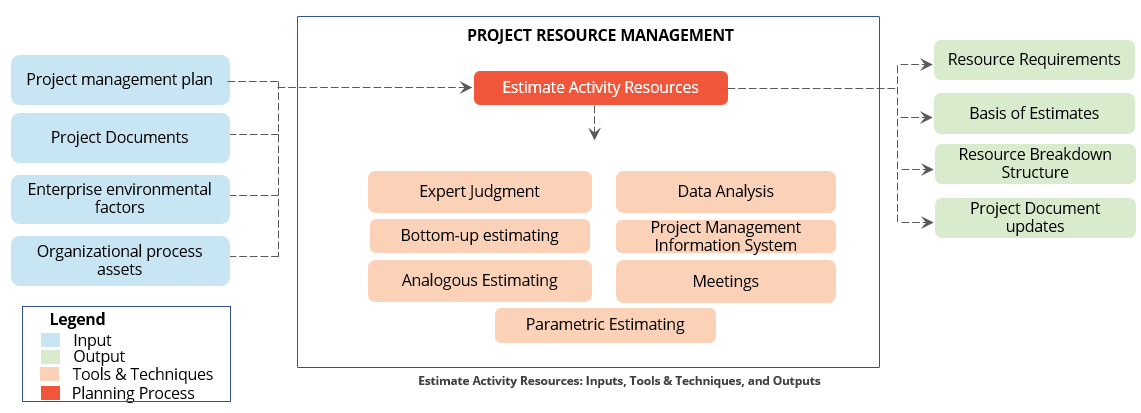 PROJECT RESOURCE MANAGEMENT
Project management plan
Project Documents
Enterprise environmental
factors
Organizational process
assets
Estimate Activity Resources
Expert Judgment
Data Analysis
Bottom-up estimating
Project Management
Information System
Analogous Estimating
Meetings
Parametric Estimating
Resource Requirements
Basis of Estimates
Resource Breakdown
Structure
Project Document
updates
Legend
Input
Output
Tools & Techniques
Planning Process
Estimate Activity Resources: Inputs, Tools & Techniques, and Outputs